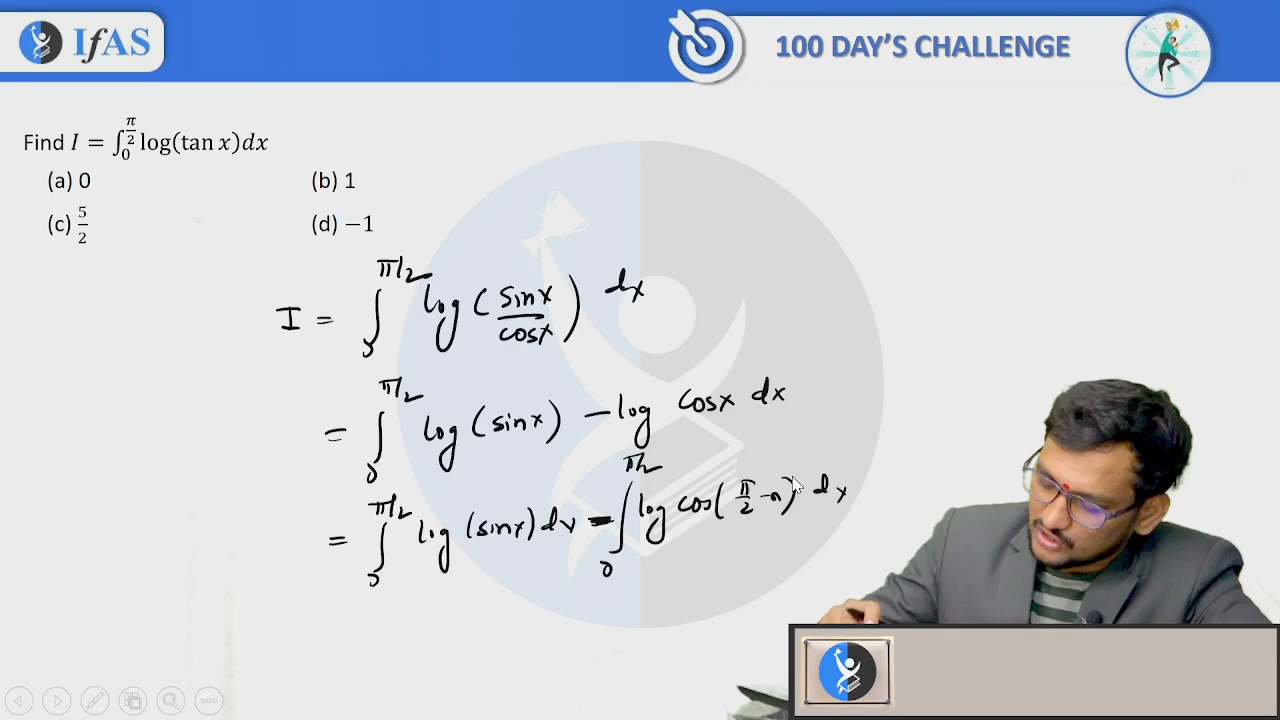 IfAS
100 DAY'S CHALLENGE
Find I = ∫₀^{π/2} log(tan x)dx
(a) 0 (b) 1
(c) 5/2 (d) −1
I = ∫₀^{π/2} log (sinx/cosx) dx
= ∫₀^{π/2} log (sinx) − log cosx dx
= ∫₀^{π/2} log (sinx) dx − ∫₀^{π/2} log cos(π/2 − x) dx